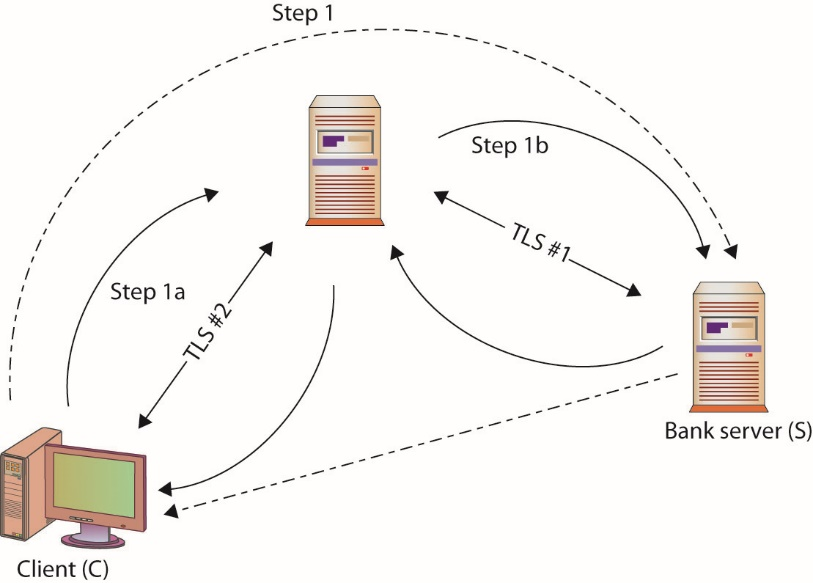 Step 1
Step 1b
TLS #1
Step 1a
TLS #2
Bank server (S)
Client (C)